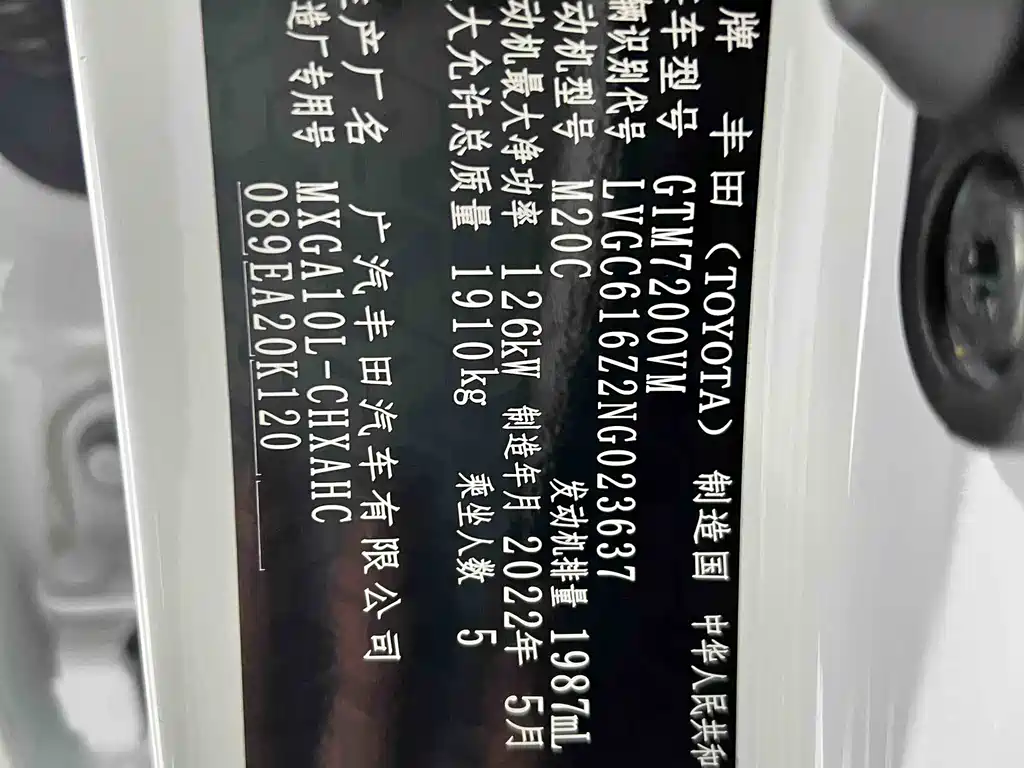 牌 丰田（TOYOTA） 制造国 中华人民共和
车型号 GTM7200VM
辆识别代号 LVGC616Z2NG023637
动机型号 M20C 发动机排量 1987mL
动机最大净功率 126kW 制造年月 2022年 5月
大允许总质量 1910kg 乘坐人数 5
产厂名 广汽丰田汽车有限公司
造厂专用号 MXGA10L-CHXAHC
089EA20K120